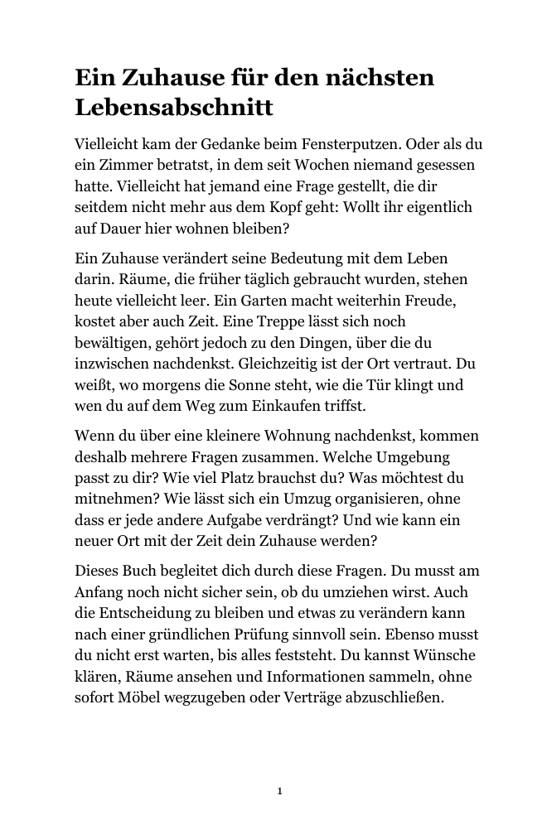 Ein Zuhause für den nächsten
Lebensabschnitt
Vielleicht kam der Gedanke beim Fensterputzen. Oder als du
ein Zimmer betratst, in dem seit Wochen niemand gesessen
hatte. Vielleicht hat jemand eine Frage gestellt, die dir
seitdem nicht mehr aus dem Kopf geht: Wollt ihr eigentlich
auf Dauer hier wohnen bleiben?
Ein Zuhause verändert seine Bedeutung mit dem Leben
darin. Räume, die früher täglich gebraucht wurden, stehen
heute vielleicht leer. Ein Garten macht weiterhin Freude,
kostet aber auch Zeit. Eine Treppe lässt sich noch
bewältigen, gehört jedoch zu den Dingen, über die du
inzwischen nachdenkst. Gleichzeitig ist der Ort vertraut. Du
weißt, wo morgens die Sonne steht, wie die Tür klingt und
wen du auf dem Weg zum Einkaufen triffst.
Wenn du über eine kleinere Wohnung nachdenkst, kommen
deshalb mehrere Fragen zusammen. Welche Umgebung
passt zu dir? Wie viel Platz brauchst du? Was möchtest du
mitnehmen? Wie lässt sich ein Umzug organisieren, ohne
dass er jede andere Aufgabe verdrängt? Und wie kann ein
neuer Ort mit der Zeit dein Zuhause werden?
Dieses Buch begleitet dich durch diese Fragen. Du musst am
Anfang noch nicht sicher sein, ob du umziehen wirst. Auch
die Entscheidung zu bleiben und etwas zu verändern kann
nach einer gründlichen Prüfung sinnvoll sein. Ebenso musst
du nicht erst warten, bis alles feststeht. Du kannst Wünsche
klären, Räume ansehen und Informationen sammeln, ohne
sofort Möbel wegzugeben oder Verträge abzuschließen.
1